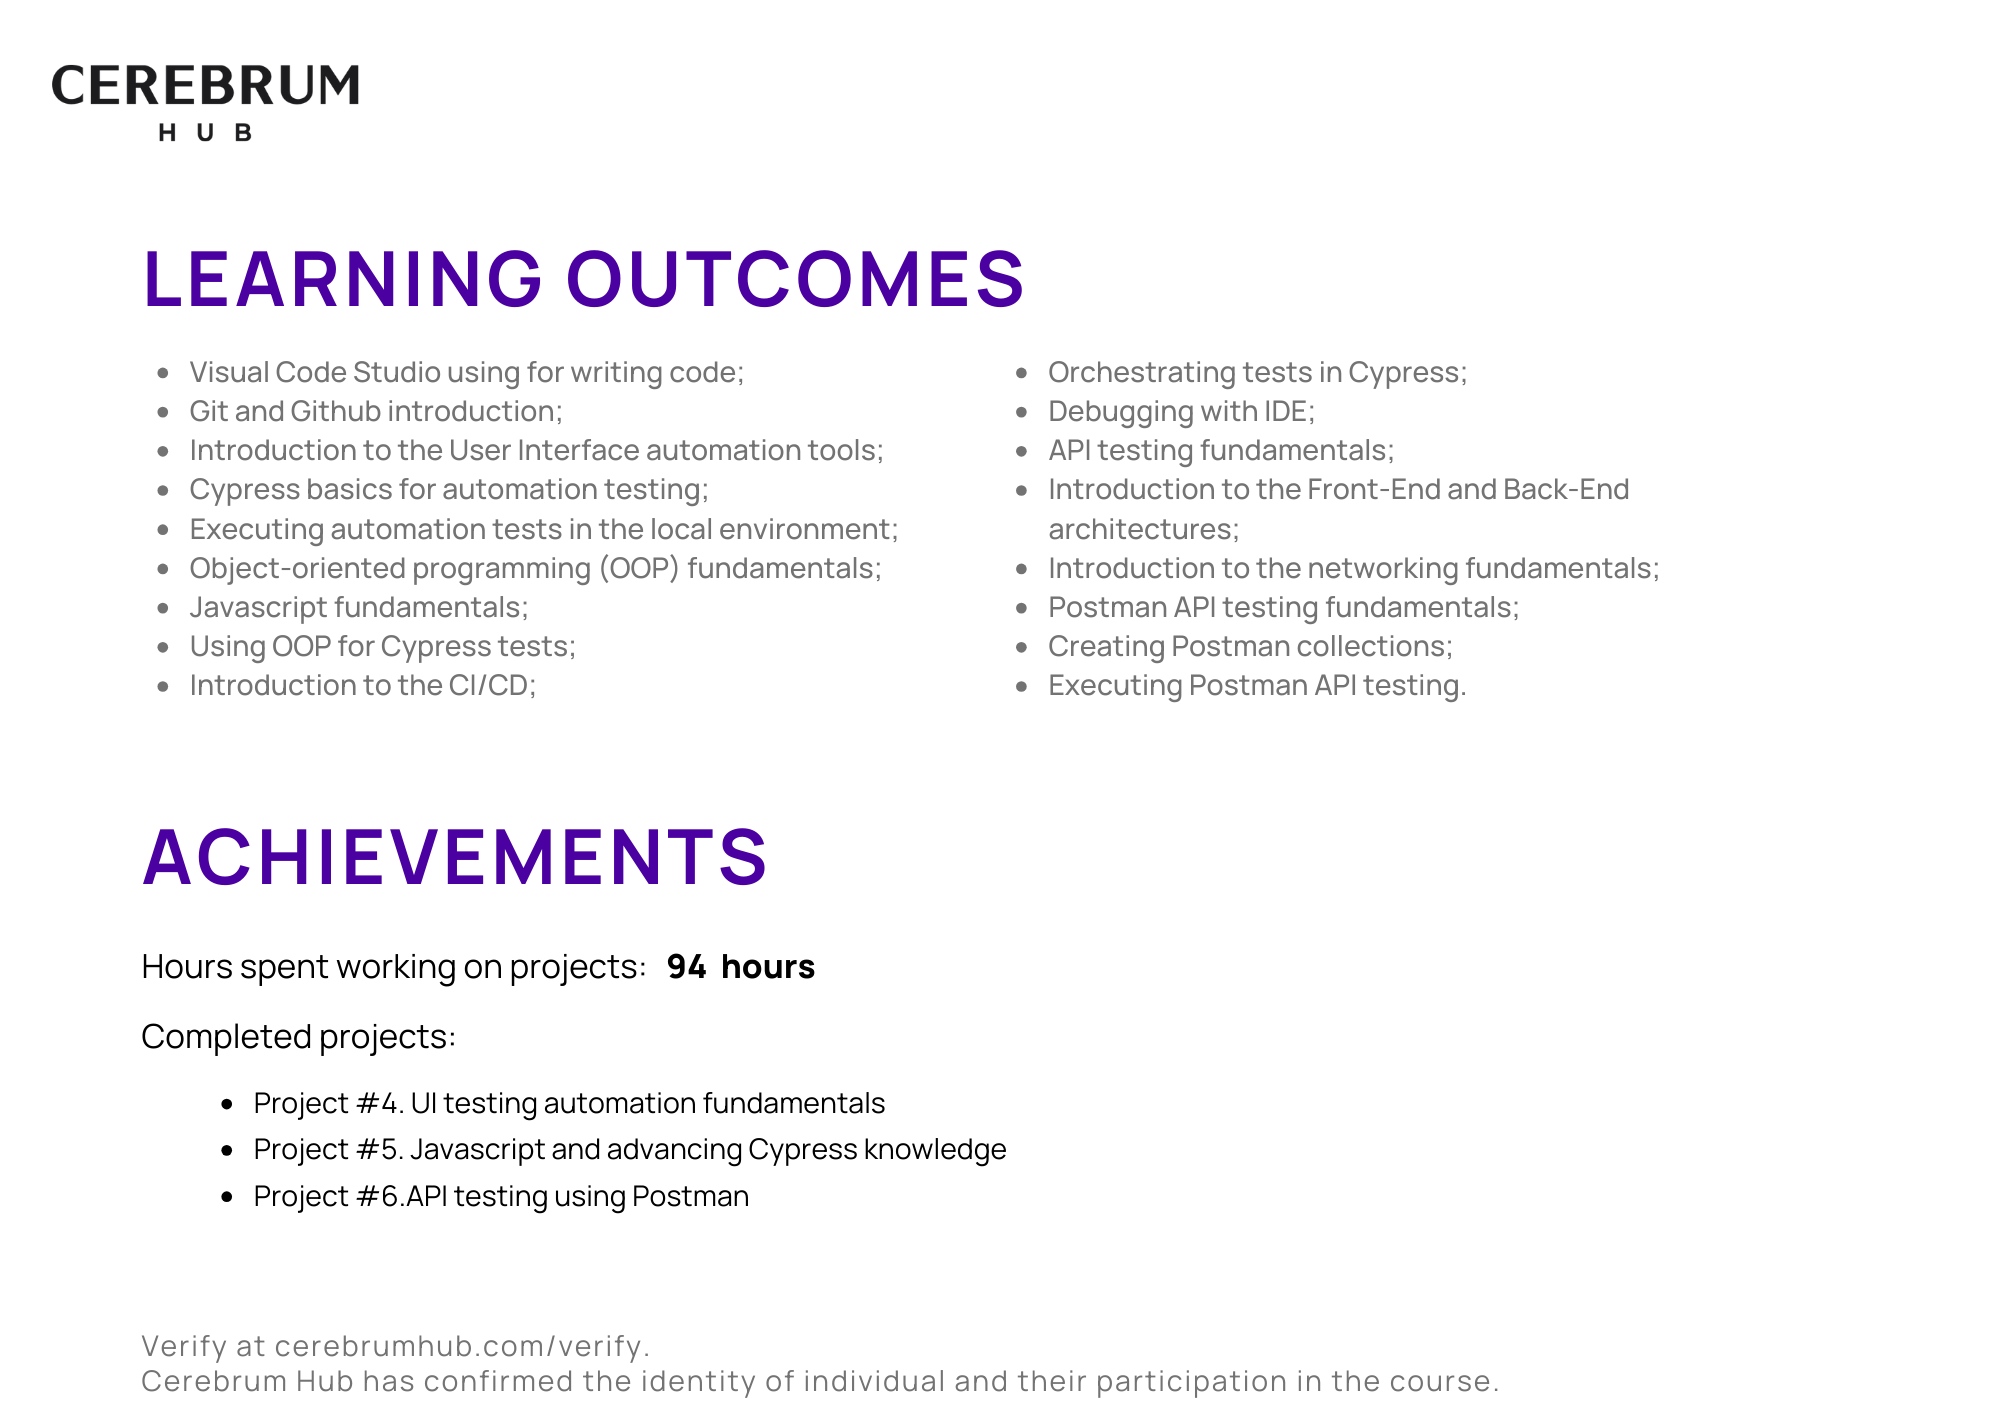 CEREBRUM
HUB
LEARNING OUTCOMES
Visual Code Studio using for writing code;
Git and Github introduction;
Introduction to the User Interface automation tools;
Cypress basics for automation testing;
Executing automation tests in the local environment;
Object-oriented programming (OOP) fundamentals;
Javascript fundamentals;
Using OOP for Cypress tests;
Introduction to the CI/CD;
Orchestrating tests in Cypress;
Debugging with IDE;
API testing fundamentals;
Introduction to the Front-End and Back-End
architectures;
Introduction to the networking fundamentals;
Postman API testing fundamentals;
Creating Postman collections;
Executing Postman API testing.
ACHIEVEMENTS
Hours spent working on projects: 94 hours
Completed projects:
Project #4. UI testing automation fundamentals
Project #5. Javascript and advancing Cypress knowledge
Project #6.API testing using Postman
Verify at cerebrumhub.com/verify.
Cerebrum Hub has confirmed the identity of individual and their participation in the course.